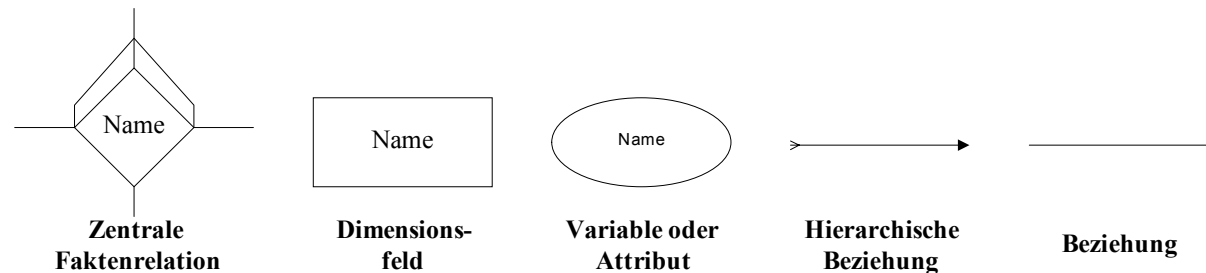 Name
Name
Name
Zentrale
Faktenrelation
Dimensions-
feld
Variable oder
Attribut
Hierarchische
Beziehung
Beziehung